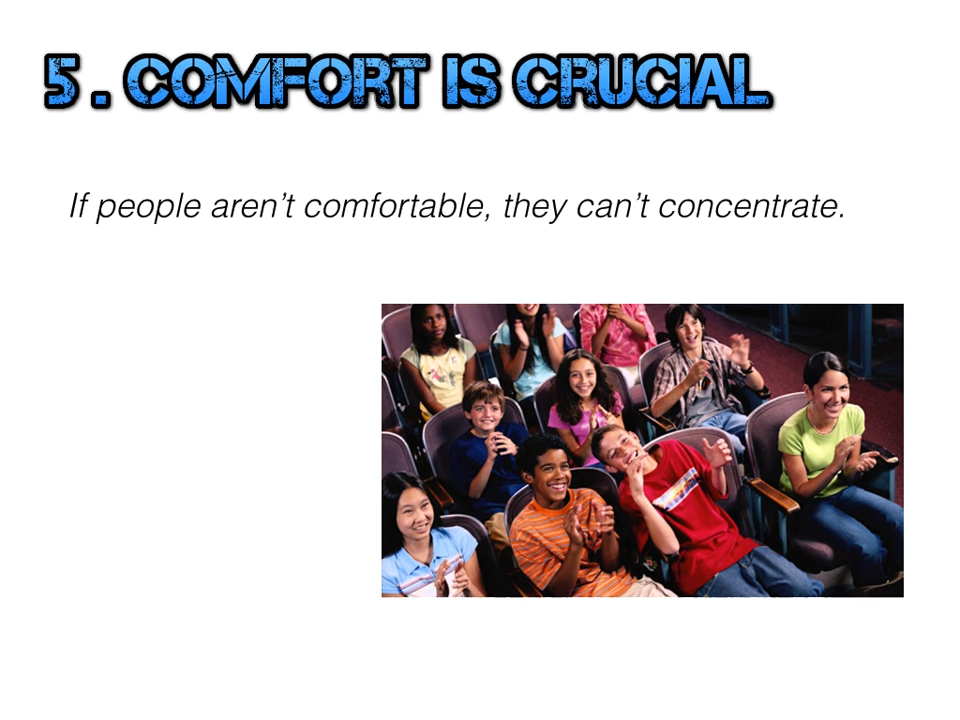 5 . COMFORT IS CRUCIAL
If people aren’t comfortable, they can’t concentrate.